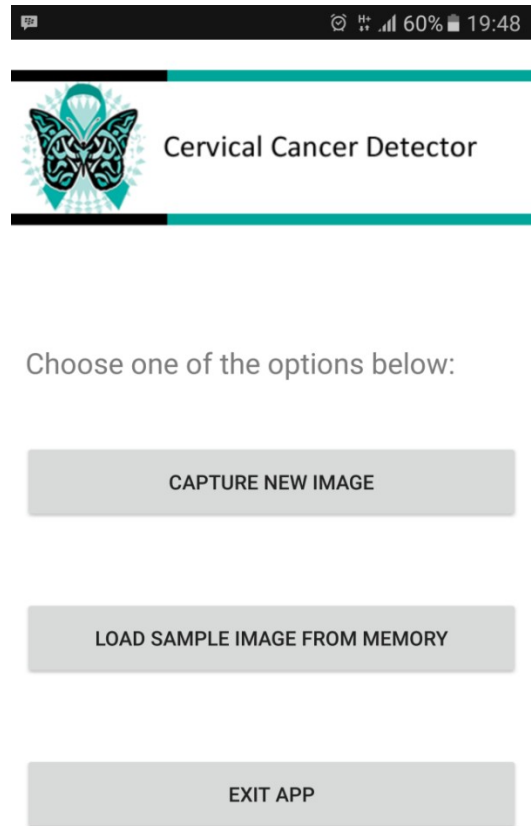 H+ 60% 19:48
Cervical Cancer Detector
Choose one of the options below:
CAPTURE NEW IMAGE
LOAD SAMPLE IMAGE FROM MEMORY
EXIT APP